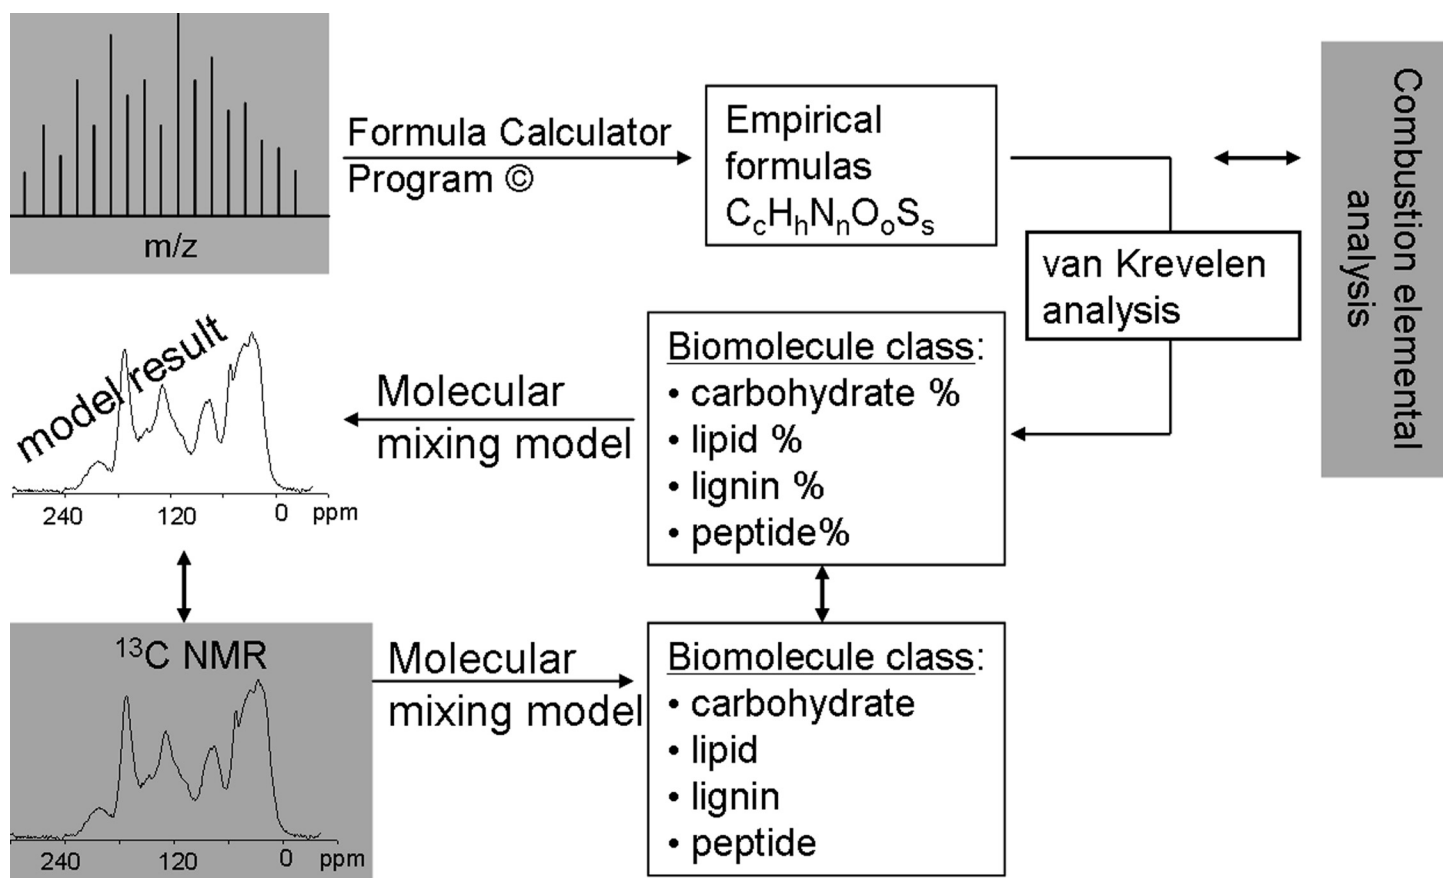 m/z
Formula Calculator
Program ©
Empirical
formulas
CcHhNnOoSs
Combustion elemental
analysis
van Krevelen
analysis
Biomolecule class:
• carbohydrate %
• lipid %
• lignin %
• peptide%
Molecular
mixing model
model result
240 120 0 ppm
13C NMR
240 120 0 ppm
Molecular
mixing model
Biomolecule class:
• carbohydrate
• lipid
• lignin
• peptide